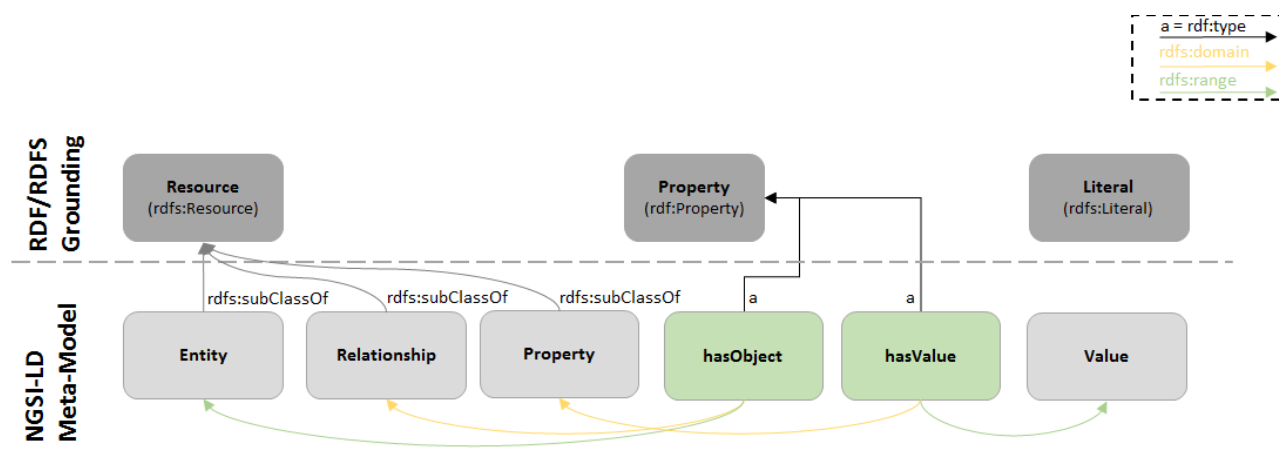 a = rdf:type
rdfs:domain
rdfs:range
RDF/RDFS
Grounding
Resource
(rdfs:Resource)
Property
(rdf:Property)
Literal
(rdfs:Literal)
rdfs:subClassOf
rdfs:subClassOf
rdfs:subClassOf
a
a
NGSI-LD
Meta-Model
Entity
Relationship
Property
hasObject
hasValue
Value